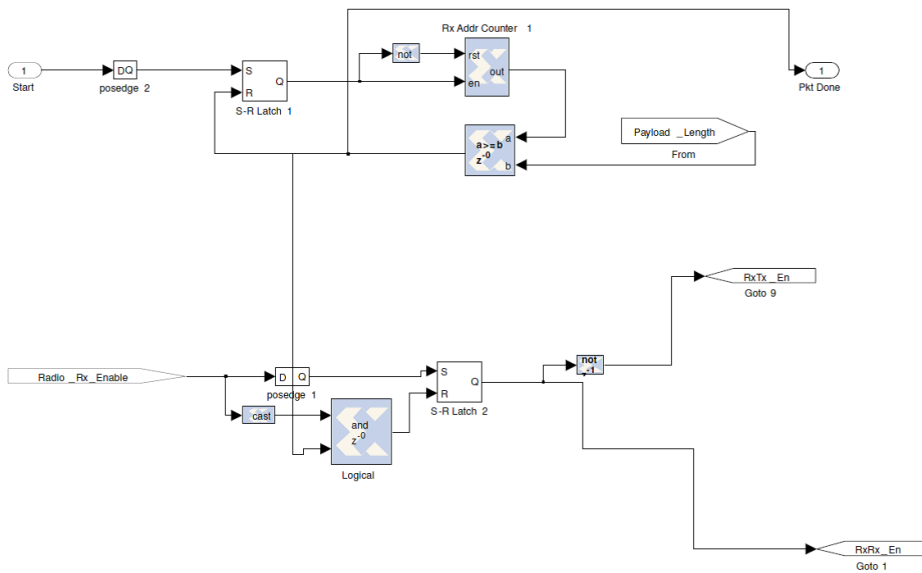 Rx Addr Counter 1
1
Start
DQ
posedge 2
S
R
Q
S-R Latch 1
not
rst
en
out
1
Pkt Done
a>=b
z-0
a
b
Payload _Length
From
RxTx _En
Goto 9
Radio _Rx_Enable
D Q
posedge 1
S
R
Q
S-R Latch 2
not
z-1
cast
and
z-0
Logical
RxRx _En
Goto 1